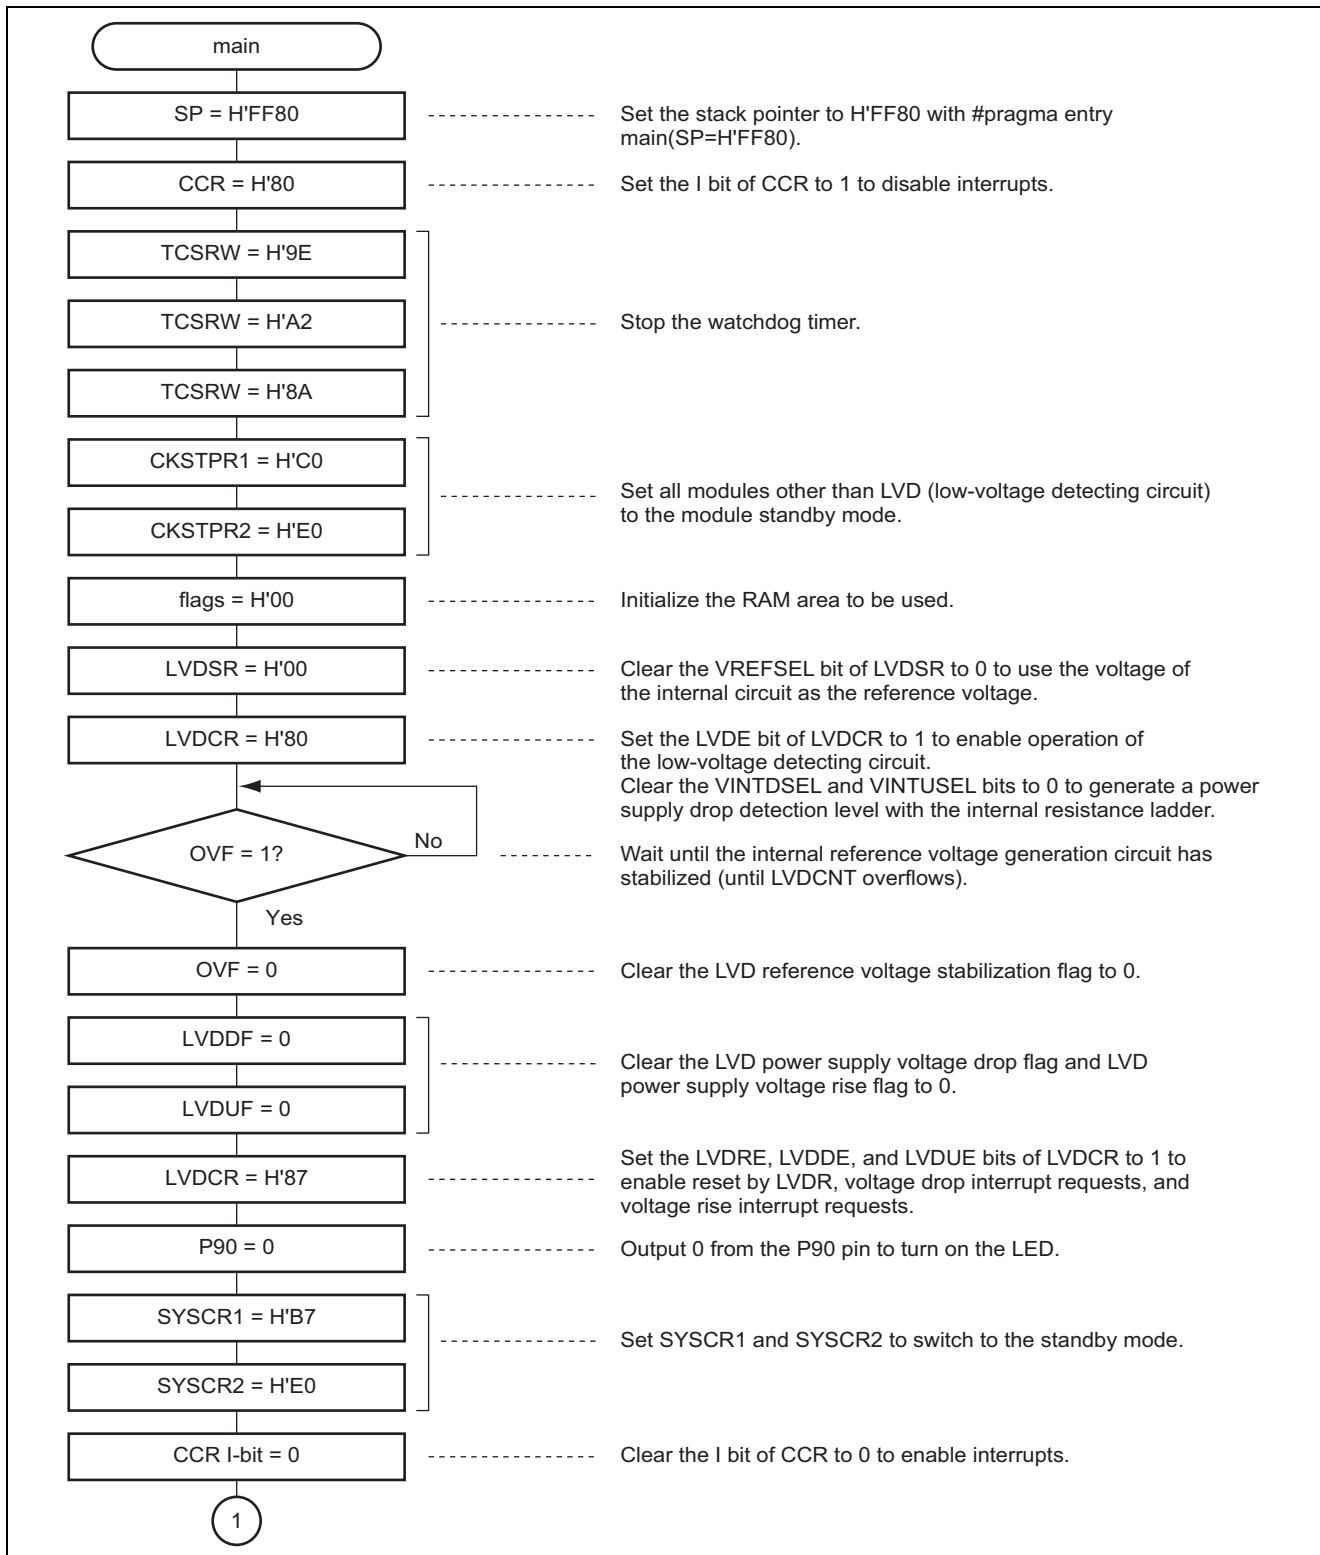 main
SP = H'FF80
Set the stack pointer to H'FF80 with #pragma entry
main(SP=H'FF80).
CCR = H'80
Set the I bit of CCR to 1 to disable interrupts.
TCSRW = H'9E
TCSRW = H'A2
Stop the watchdog timer.
TCSRW = H'8A
CKSTPR1 = H'C0
Set all modules other than LVD (low-voltage detecting circuit)
to the module standby mode.
CKSTPR2 = H'E0
flags = H'00
Initialize the RAM area to be used.
LVDSR = H'00
Clear the VREFSEL bit of LVDSR to 0 to use the voltage of
the internal circuit as the reference voltage.
LVDCR = H'80
Set the LVDE bit of LVDCR to 1 to enable operation of
the low-voltage detecting circuit.
Clear the VINTDSEL and VINTUSEL bits to 0 to generate a power
supply drop detection level with the internal resistance ladder.
OVF = 1?
No
Wait until the internal reference voltage generation circuit has
stabilized (until LVDCNT overflows).
Yes
OVF = 0
Clear the LVD reference voltage stabilization flag to 0.
LVDDF = 0
Clear the LVD power supply voltage drop flag and LVD
power supply voltage rise flag to 0.
LVDUF = 0
LVDCR = H'87
Set the LVDRE, LVDDE, and LVDUE bits of LVDCR to 1 to
enable reset by LVDR, voltage drop interrupt requests, and
voltage rise interrupt requests.
P90 = 0
Output 0 from the P90 pin to turn on the LED.
SYSCR1 = H'B7
Set SYSCR1 and SYSCR2 to switch to the standby mode.
SYSCR2 = H'E0
CCR I-bit = 0
Clear the I bit of CCR to 0 to enable interrupts.
1